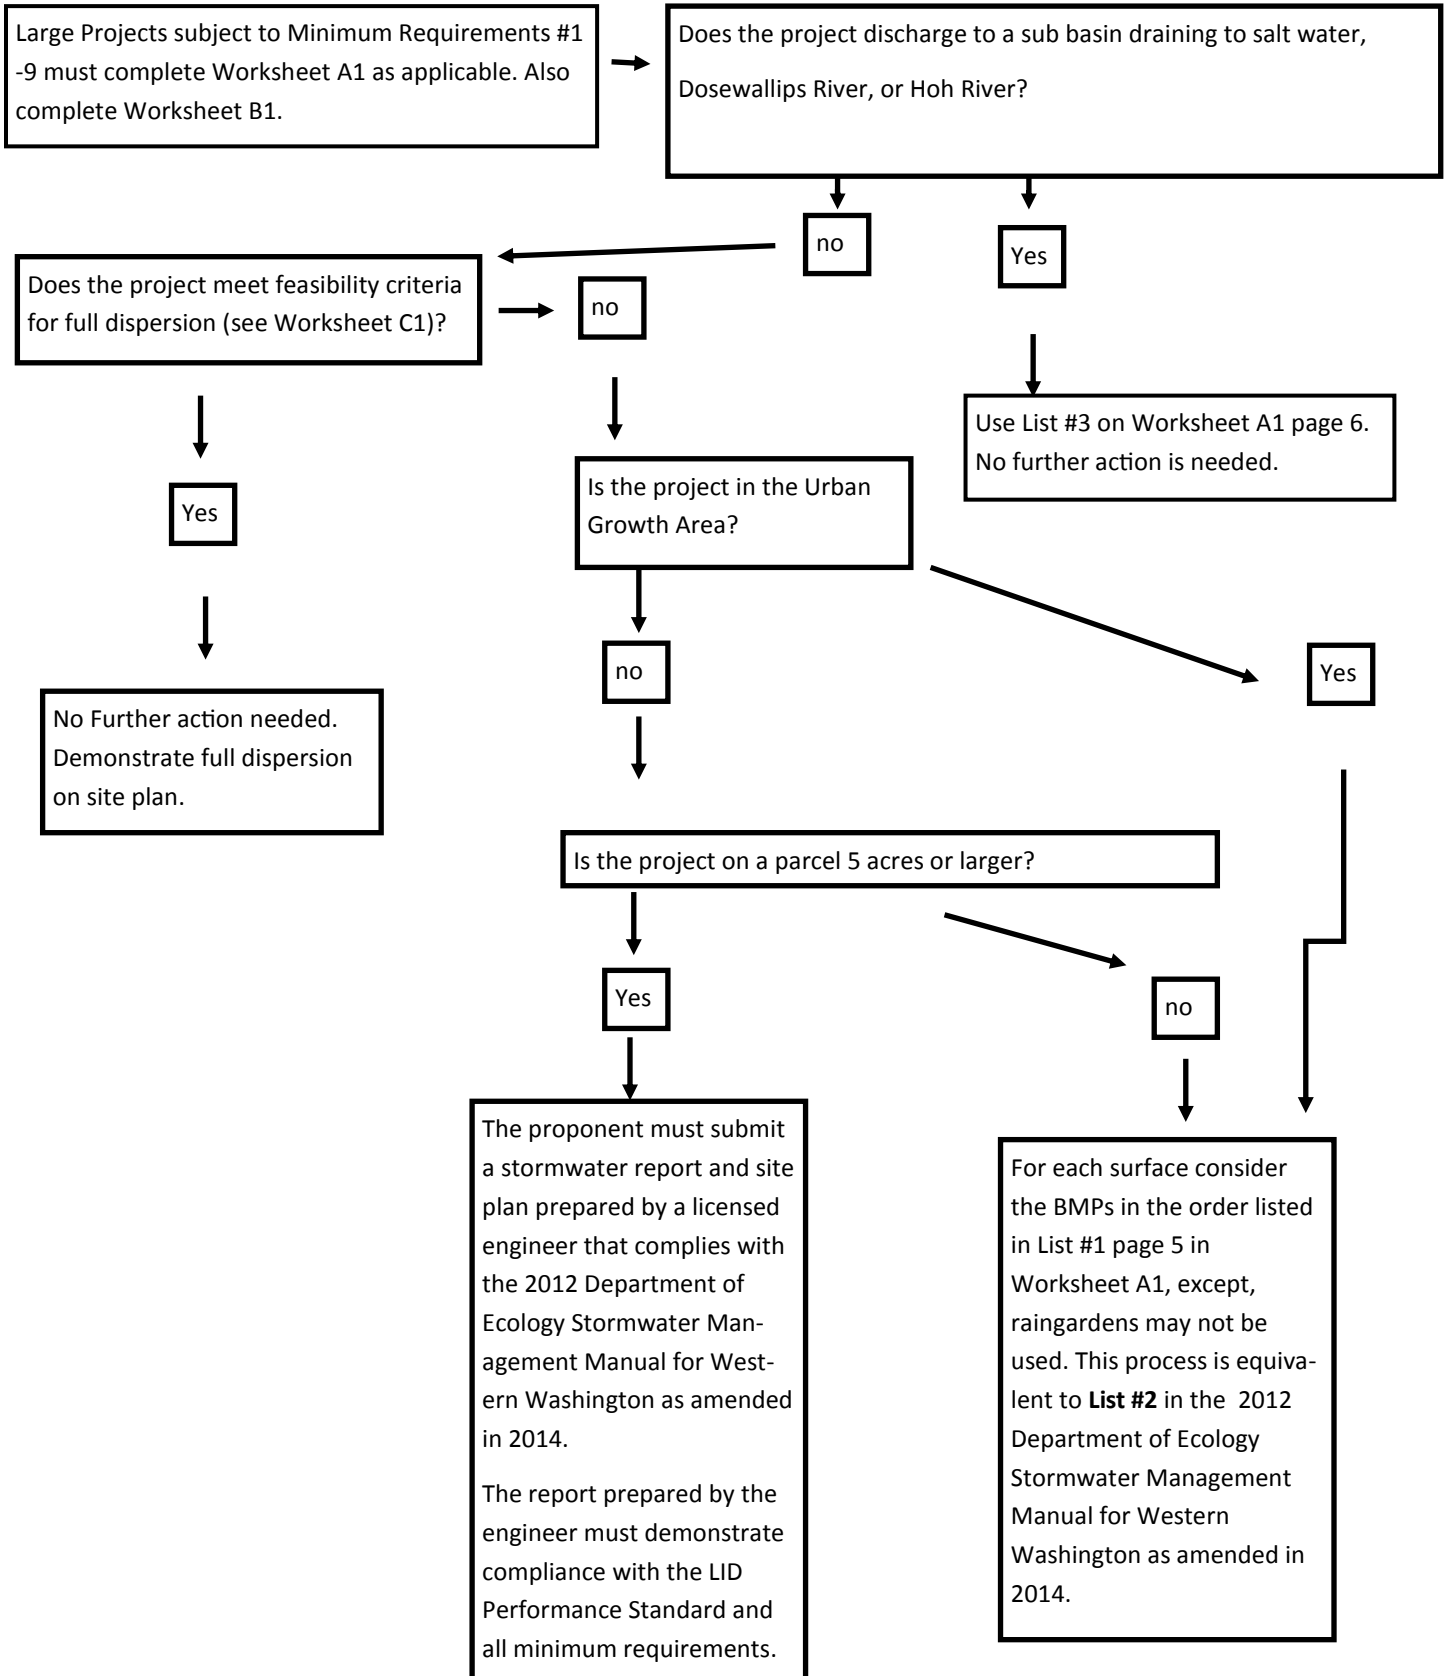 Large Projects subject to Minimum Requirements #1
-9 must complete Worksheet A1 as applicable. Also
complete Worksheet B1.
Does the project discharge to a sub basin draining to salt water,
Dosewallips River, or Hoh River?
no
Yes
Does the project meet feasibility criteria
for full dispersion (see Worksheet C1)?
no
Use List #3 on Worksheet A1 page 6.
No further action is needed.
Yes
Is the project in the Urban
Growth Area?
no
Yes
No Further action needed.
Demonstrate full dispersion
on site plan.
Is the project on a parcel 5 acres or larger?
Yes
no
The proponent must submit
a stormwater report and site
plan prepared by a licensed
engineer that complies with
the 2012 Department of
Ecology Stormwater Man-
agement Manual for West-
ern Washington as amended
in 2014.
The report prepared by the
engineer must demonstrate
compliance with the LID
Performance Standard and
all minimum requirements.
For each surface consider
the BMPs in the order listed
in List #1 page 5 in
Worksheet A1, except,
raingardens may not be
used. This process is equiva-
lent to List #2 in the 2012
Department of Ecology
Stormwater Management
Manual for Western
Washington as amended in
2014.